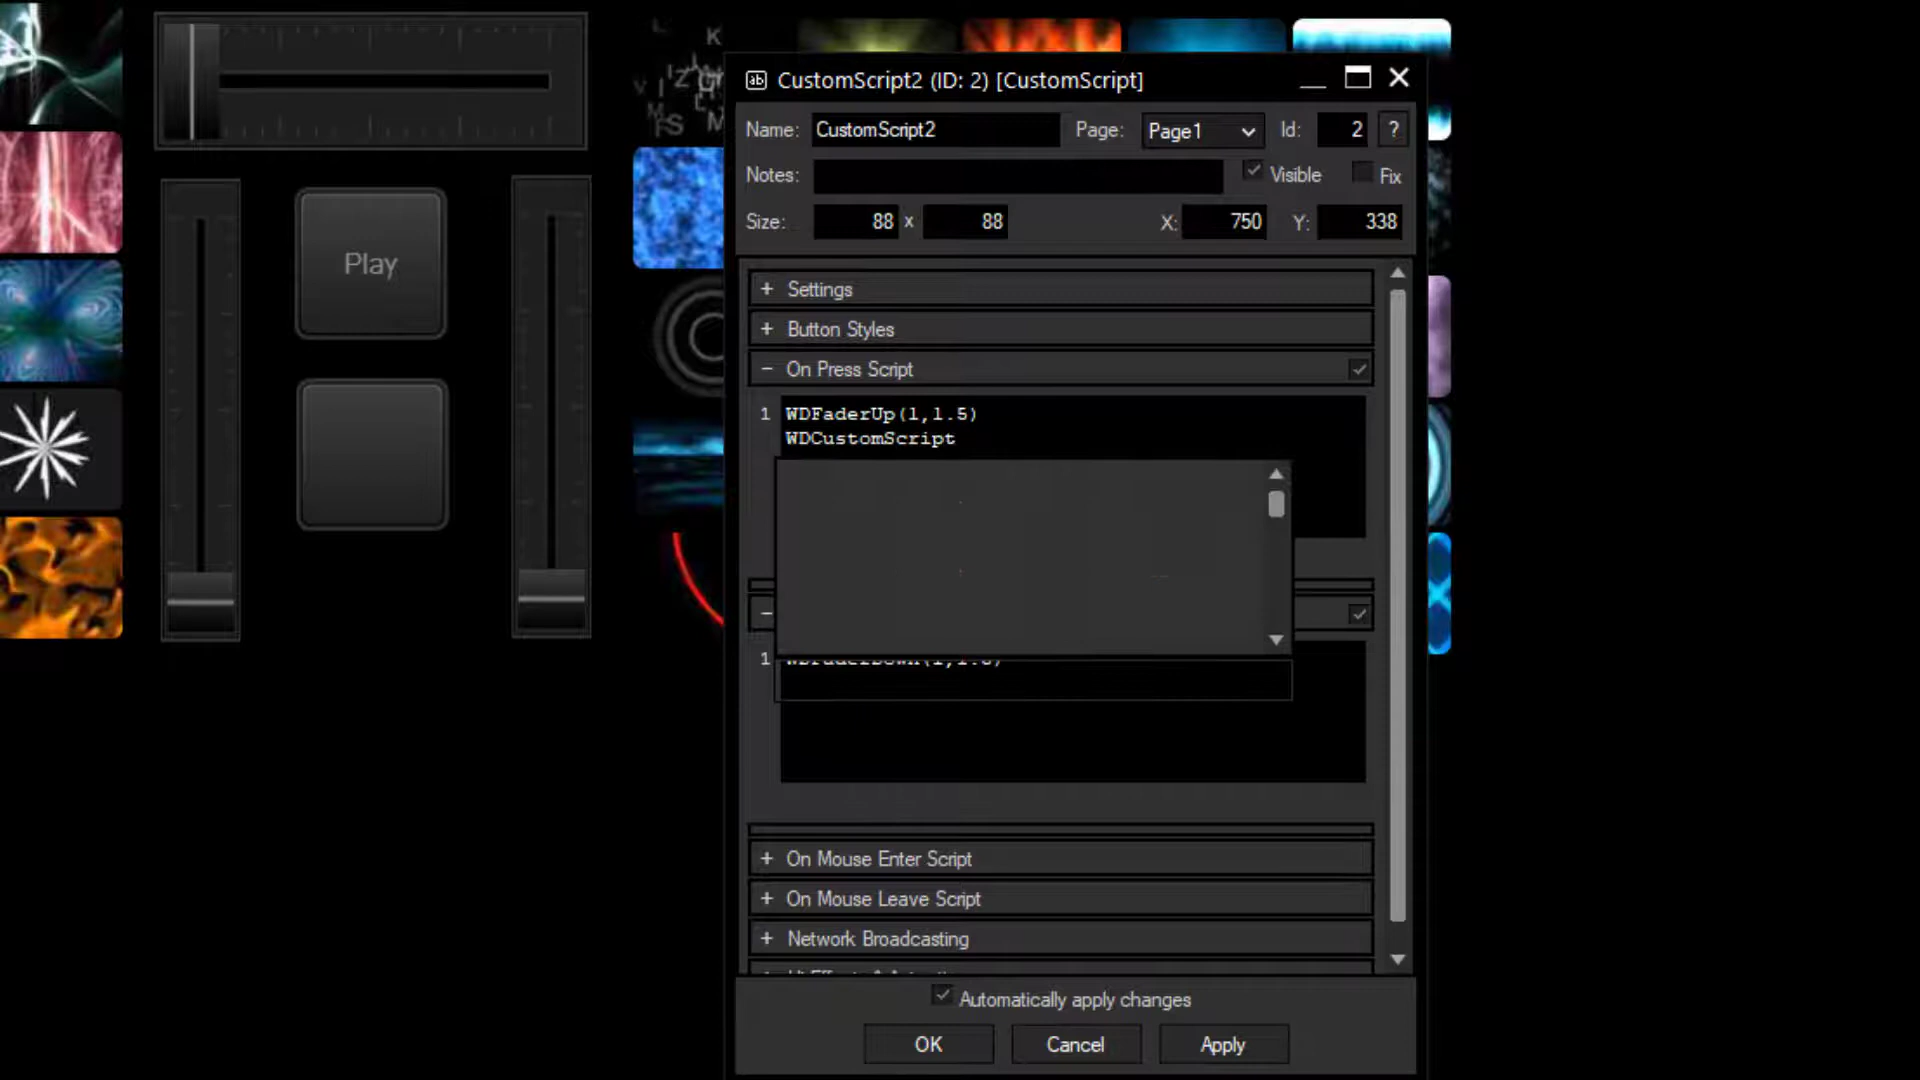 CustomScript2 (ID: 2) [CustomScript]
Name: CustomScript2 Page: Page1 Id: 2 ?
Notes: Visible Fix
Size: 88 x 88 X: 750 Y: 338
Play
+ Settings
+ Button Styles
− On Press Script
1 WDFaderUp(1,1.5)
WDCustomScript
−
1
+ On Mouse Enter Script
+ On Mouse Leave Script
+ Network Broadcasting
Automatically apply changes
OK Cancel Apply